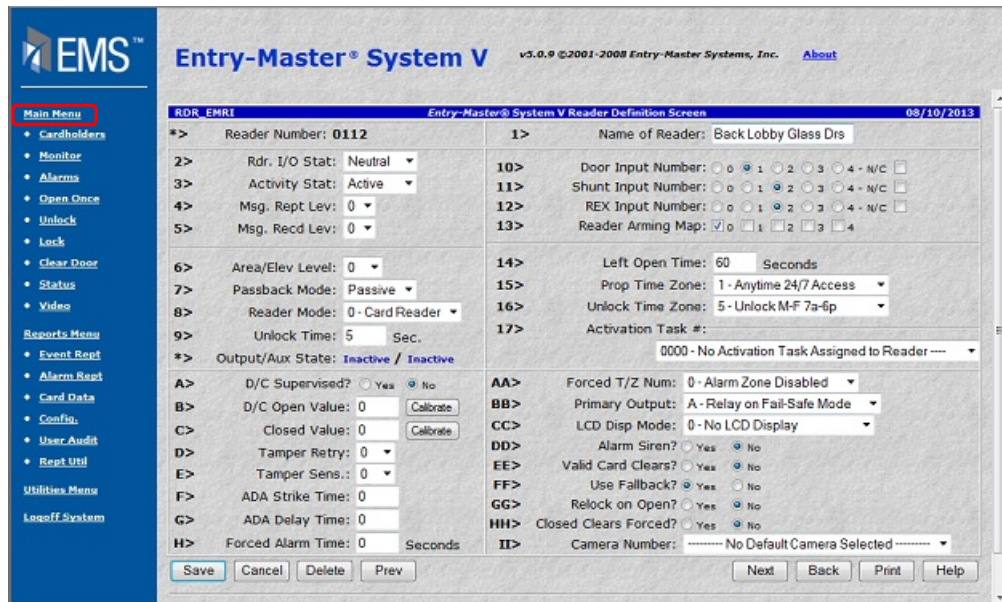 EMS™
Entry-Master® System V v5.0.9 ©2001-2008 Entry-Master Systems, Inc. About
Main Menu
Cardholders
Monitor
Alarms
Open Once
Unlock
Lock
Clear Door
Status
Video
Reports Menu
Event Rept
Alarm Rept
Card Data
Config.
User Audit
Rept Util
Utilities Menu
Logoff System
RDR_EMRI Entry-Master® System V Reader Definition Screen 08/10/2013
*> Reader Number: 0112 1> Name of Reader: Back Lobby Glass Drs
2> Rdr. I/O Stat: Neutral 10> Door Input Number: 0 1 2 3 4 - N/C
3> Activity Stat: Active 11> Shunt Input Number: 0 1 2 3 4 - N/C
4> Msg. Rept Lev: 0 12> REX Input Number: 0 1 2 3 4 - N/C
5> Msg. Recd Lev: 0 13> Reader Arming Map: 0 1 2 3 4
6> Area/Elev Level: 0 14> Left Open Time: 60 Seconds
7> Passback Mode: Passive 15> Prop Time Zone: 1 - Anytime 24/7 Access
8> Reader Mode: 0 - Card Reader 16> Unlock Time Zone: 5 - Unlock M-F 7a-6p
9> Unlock Time: 5 Sec. 17> Activation Task #:
*> Output/Aux State: Inactive / Inactive 0000 - No Activation Task Assigned to Reader ----
A> D/C Supervised? Yes No AA> Forced T/Z Num: 0 - Alarm Zone Disabled
B> D/C Open Value: 0 Calibrate BB> Primary Output: A - Relay on Fail-Safe Mode
C> Closed Value: 0 Calibrate CC> LCD Disp Mode: 0 - No LCD Display
D> Tamper Retry: 0 DD> Alarm Siren? Yes No
E> Tamper Sens.: 0 EE> Valid Card Clears? Yes No
F> ADA Strike Time: 0 FF> Use Fallback? Yes No
G> ADA Delay Time: 0 GG> Relock on Open? Yes No
HH> Closed Clears Forced? Yes No
H> Forced Alarm Time: 0 Seconds II> Camera Number: --------- No Default Camera Selected ---------
Save Cancel Delete Prev Next Back Print Help